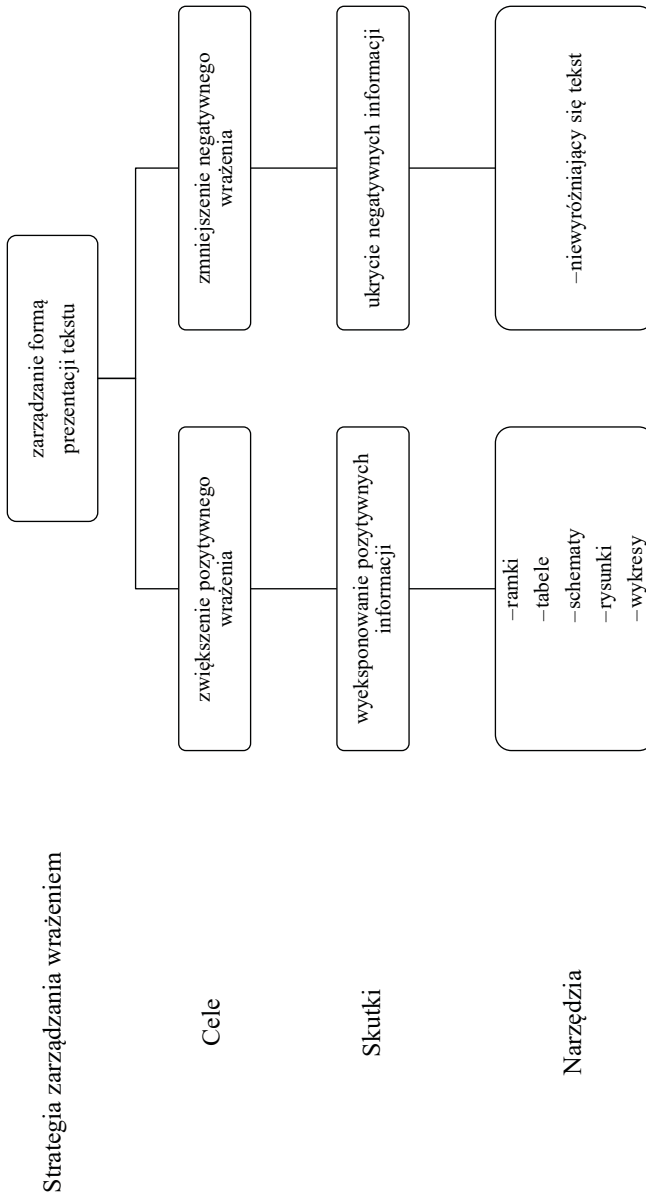 Strategia zarządzania wrażeniem
zarządzanie formą
prezentacji tekstu
Cele
zwiększenie pozytywnego
wrażenia
zmniejszenie negatywnego
wrażenia
Skutki
wyeksponowanie pozytywnych
informacji
ukrycie negatywnych informacji
Narzędzia
–ramki
–tabele
–schematy
–rysunki
–wykresy
–niewyróżniający się tekst